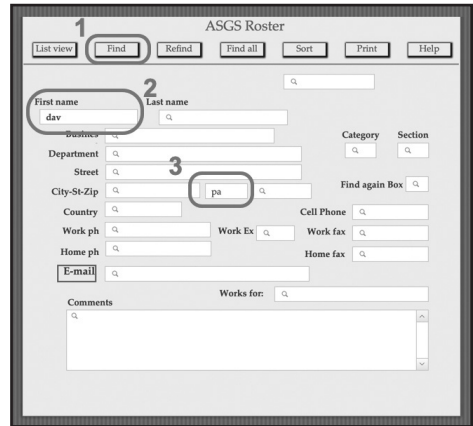 ASGS Roster
1
List view Find Refind Find all Sort Print Help
2
First name Last name
dav
Busines
Category Section
Department
3
Street
City-St-Zip pa Find again Box
Country Cell Phone
Work ph Work Ex Work fax
Home ph Home fax
E-mail
Works for:
Comments